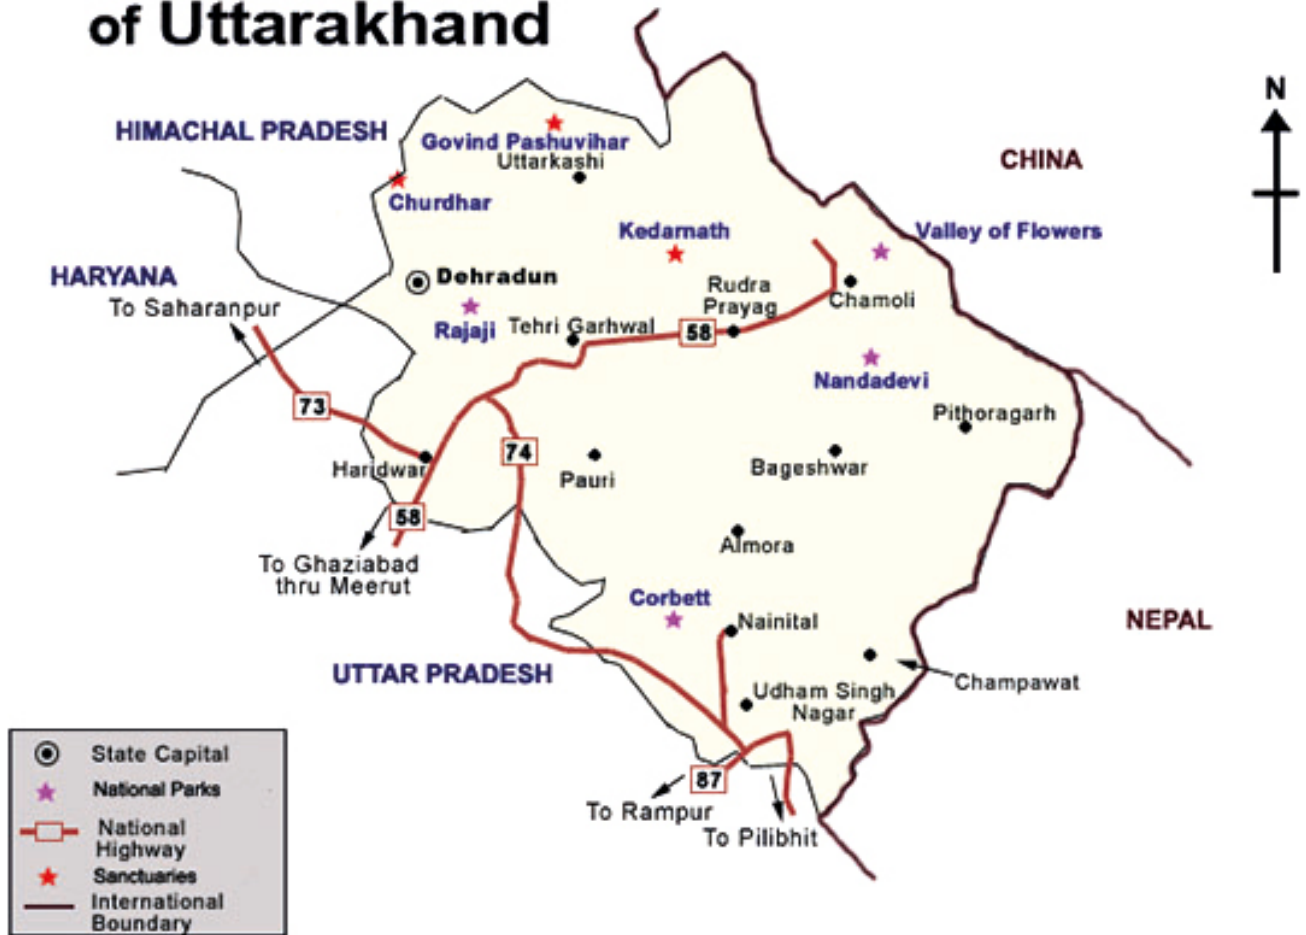 of Uttarakhand
N
HIMACHAL PRADESH
Govind Pashuvihar
Uttarkashi
CHINA
Churdhar
Kedarnath
Valley of Flowers
HARYANA
Dehradun
To Saharanpur
Rudra
Prayag
Chamoli
Rajaji
Tehri Garhwal
58
Nandadevi
73
Pithoragarh
74
Haridwar
Pauri
Bageshwar
58
Almora
To Ghaziabad
thru Meerut
Corbett
Nainital
NEPAL
UTTAR PRADESH
Champawat
Udham Singh
Nagar
87
To Rampur
To Pilibhit
State Capital
National Parks
National
Highway
Sanctuaries
International
Boundary